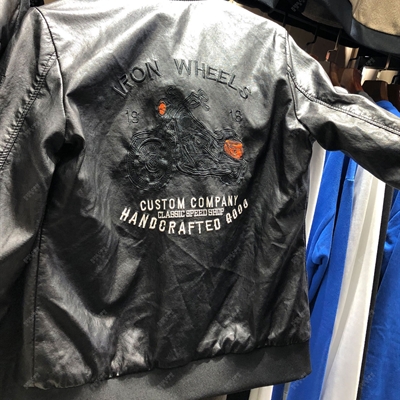 IRON WHEELS
19 18
CUSTOM COMPANY
CLASSIC SPEED SHOP
HANDCRAFTED GOOD